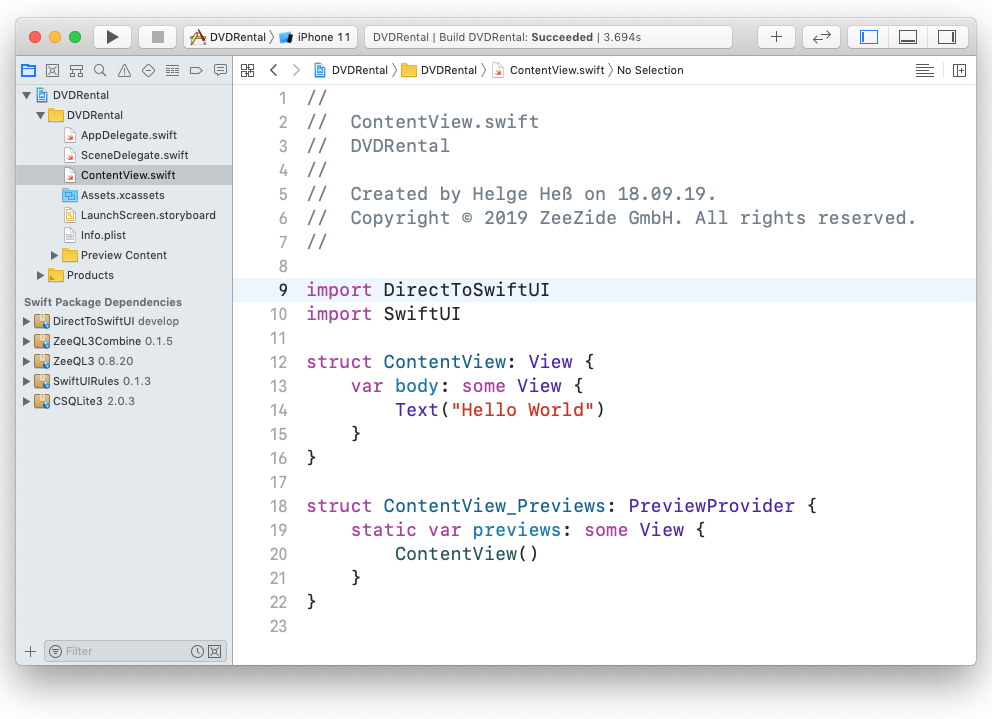 DVDRental 〉 iPhone 11
DVDRental | Build DVDRental: Succeeded | 3.694s
DVDRental 〉 DVDRental 〉 ContentView.swift 〉 No Selection
DVDRental
DVDRental
AppDelegate.swift
SceneDelegate.swift
ContentView.swift
Assets.xcassets
LaunchScreen.storyboard
Info.plist
Preview Content
Products
Swift Package Dependencies
DirectToSwiftUI develop
ZeeQL3Combine 0.1.5
ZeeQL3 0.8.20
SwiftUIRules 0.1.3
CSQLite3 2.0.3
Filter
1 //
2 //  ContentView.swift
3 //  DVDRental
4 //
5 //  Created by Helge Heß on 18.09.19.
6 //  Copyright © 2019 ZeeZide GmbH. All rights reserved.
7 //
8
9 import DirectToSwiftUI
10 import SwiftUI
11
12 struct ContentView: View {
13     var body: some View {
14         Text("Hello World")
15     }
16 }
17
18 struct ContentView_Previews: PreviewProvider {
19     static var previews: some View {
20         ContentView()
21     }
22 }
23